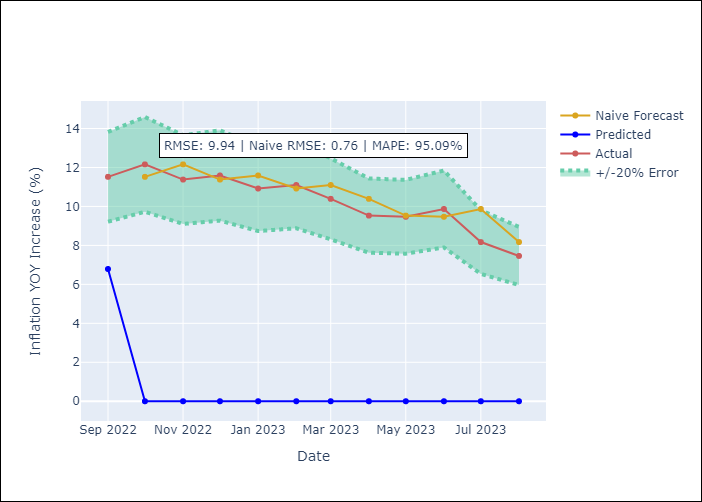 RMSE: 9.94 | Naive RMSE: 0.76 | MAPE: 95.09%
Naive Forecast
Predicted
Actual
+/-20% Error
Inflation YOY Increase (%)
14
12
10
8
6
4
2
0
Sep 2022
Nov 2022
Jan 2023
Mar 2023
May 2023
Jul 2023
Date